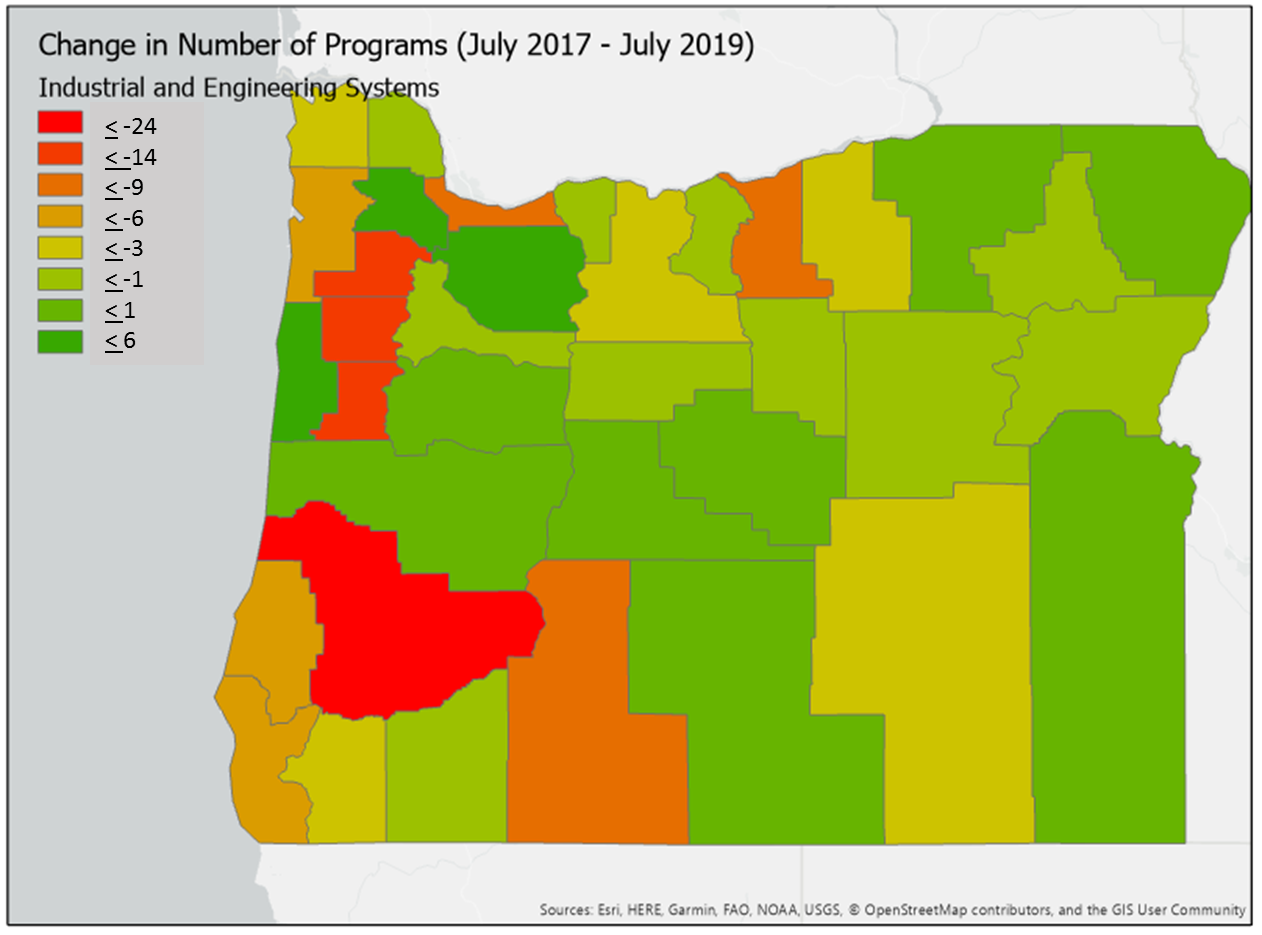 Change in Number of Programs (July 2017 - July 2019)
Industrial and Engineering Systems
≤ -24
≤ -14
≤ -9
≤ -6
≤ -3
≤ -1
≤ 1
≤ 6
Sources: Esri, HERE, Garmin, FAO, NOAA, USGS, © OpenStreetMap contributors, and the GIS User Community